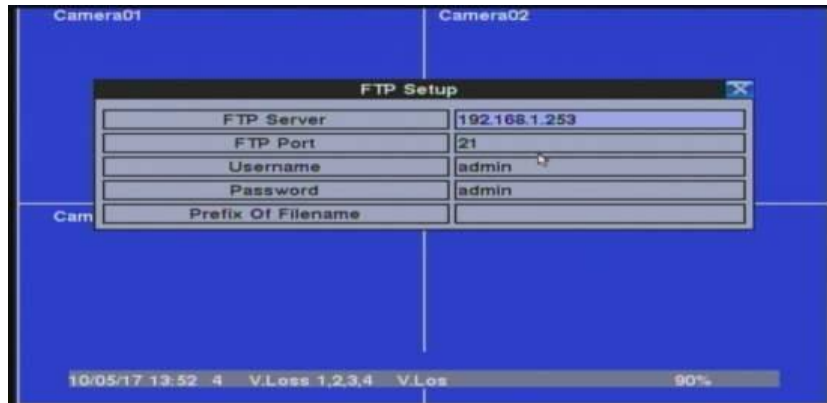 Camera01
Camera02
FTP Setup
X
FTP Server 192.168.1.253
FTP Port 21
Username admin
Password admin
Cam
Prefix Of Filename
10/05/17 13:52 4 V.Loss 1,2,3,4 V.Los 90%